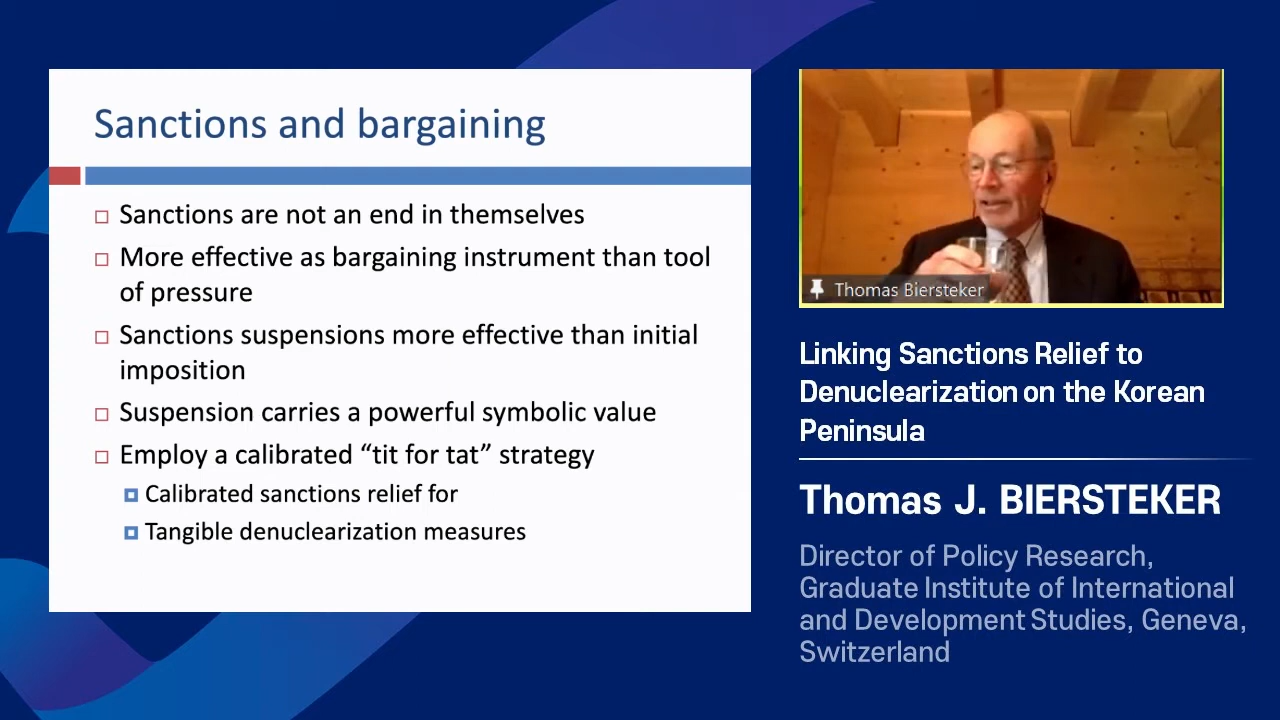 Sanctions and bargaining
Sanctions are not an end in themselves
More effective as bargaining instrument than tool
of pressure
Sanctions suspensions more effective than initial
imposition
Suspension carries a powerful symbolic value
Employ a calibrated “tit for tat” strategy
Calibrated sanctions relief for
Tangible denuclearization measures
Thomas Biersteker
Linking Sanctions Relief to
Denuclearization on the Korean
Peninsula
Thomas J. BIERSTEKER
Director of Policy Research,
Graduate Institute of International
and Development Studies, Geneva,
Switzerland